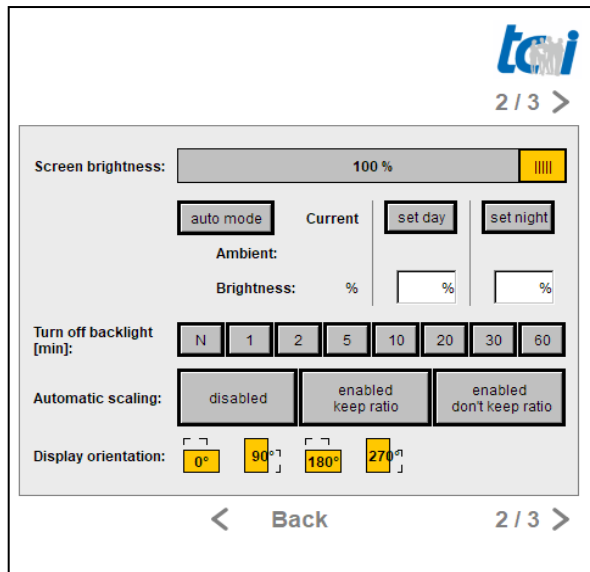 tci
2 / 3 >
Screen brightness: 100 % |||||
auto mode Current set day set night
Ambient:
Brightness: % % %
Turn off backlight
[min]: N 1 2 5 10 20 30 60
Automatic scaling: disabled enabled
keep ratio enabled
don't keep ratio
Display orientation: 0° 90° 180° 270°
< Back 2 / 3 >